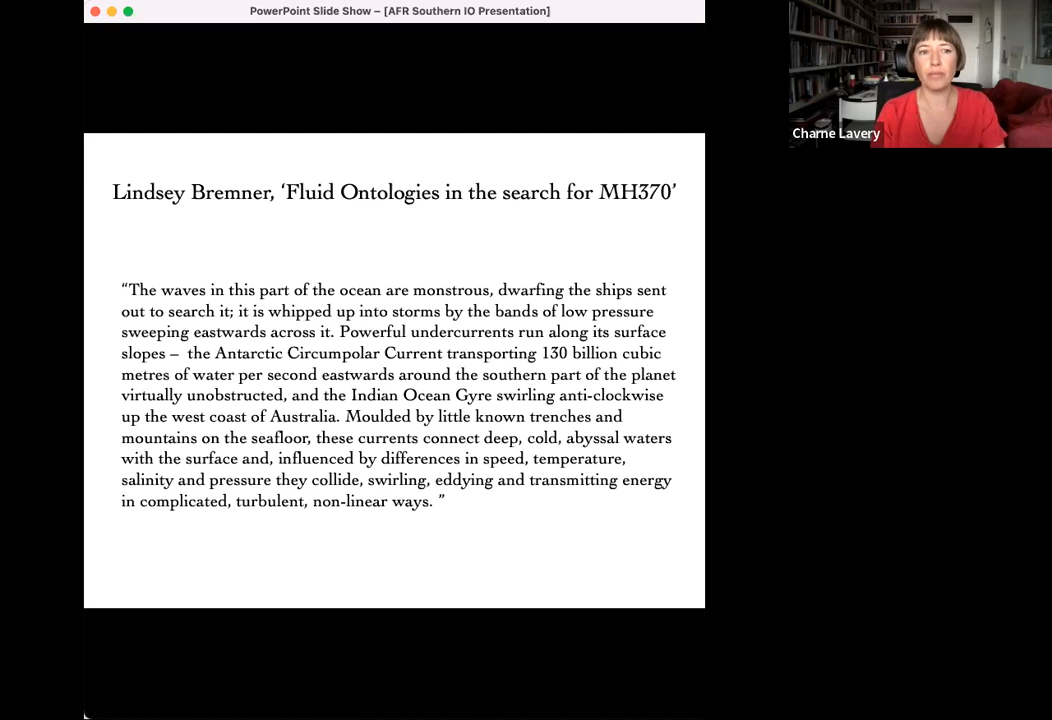 PowerPoint Slide Show – [AFR Southern IO Presentation]
Charne Lavery
Lindsey Bremner, ‘Fluid Ontologies in the search for MH370’
“The waves in this part of the ocean are monstrous, dwarfing the ships sent
out to search it; it is whipped up into storms by the bands of low pressure
sweeping eastwards across it. Powerful undercurrents run along its surface
slopes –  the Antarctic Circumpolar Current transporting 130 billion cubic
metres of water per second eastwards around the southern part of the planet
virtually unobstructed, and the Indian Ocean Gyre swirling anti-clockwise
up the west coast of Australia. Moulded by little known trenches and
mountains on the seafloor, these currents connect deep, cold, abyssal waters
with the surface and, influenced by differences in speed, temperature,
salinity and pressure they collide, swirling, eddying and transmitting energy
in complicated, turbulent, non-linear ways. ”